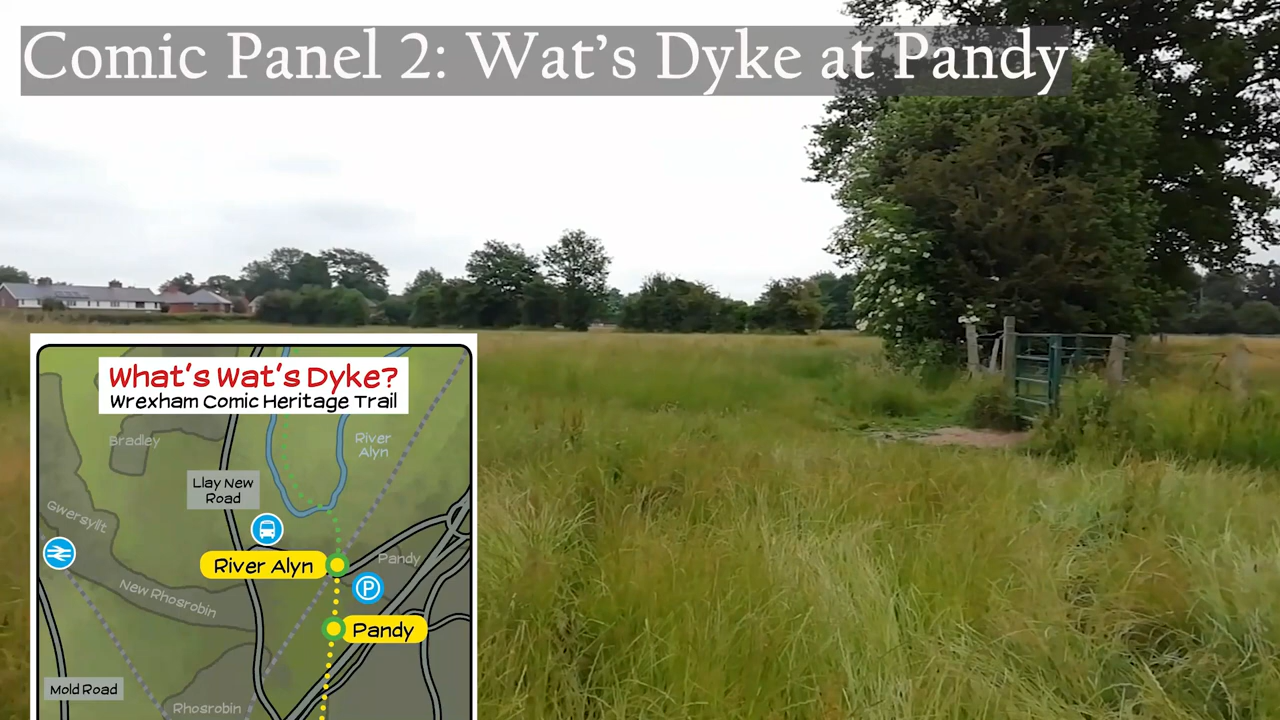 Comic Panel 2: Wat's Dyke at Pandy
What's Wat's Dyke?
Wrexham Comic Heritage Trail
Bradley
River
Alyn
Llay New
Road
Gwersyllt
River Alyn
Pandy
P
New Rhosrobin
Pandy
Mold Road
Rhosrobin